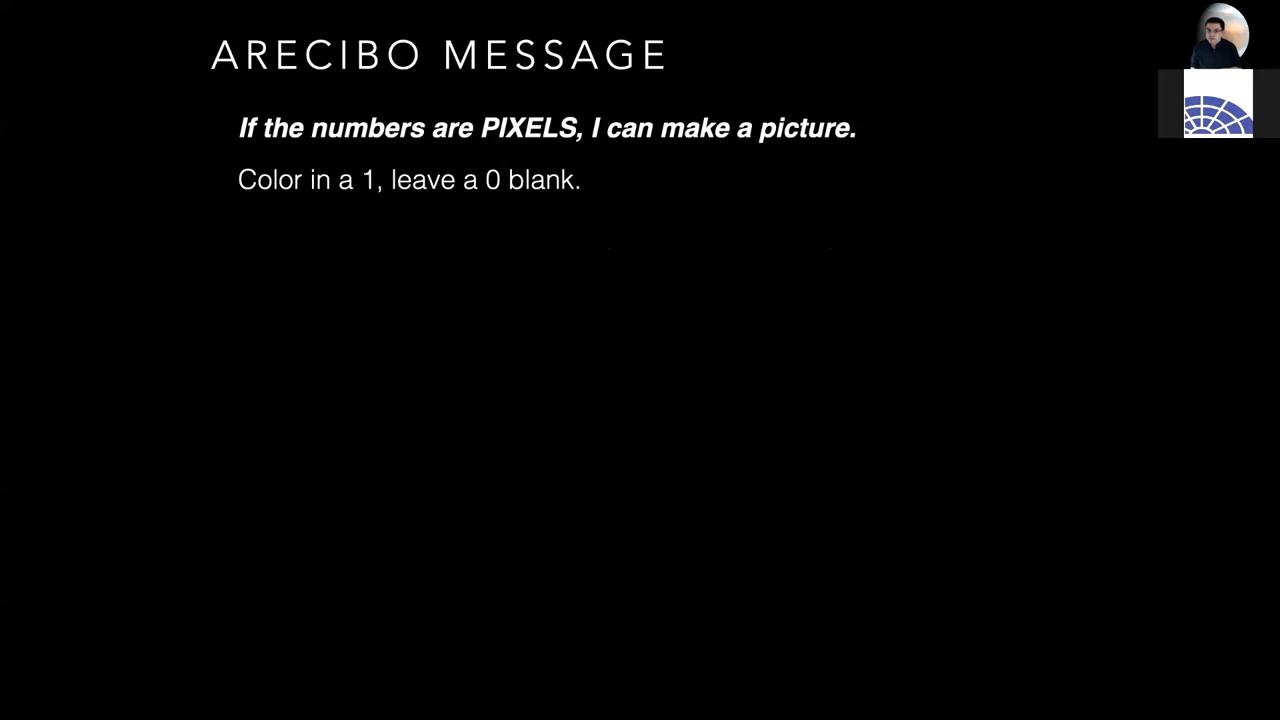 ARECIBO MESSAGE
If the numbers are PIXELS, I can make a picture.
Color in a 1, leave a 0 blank.